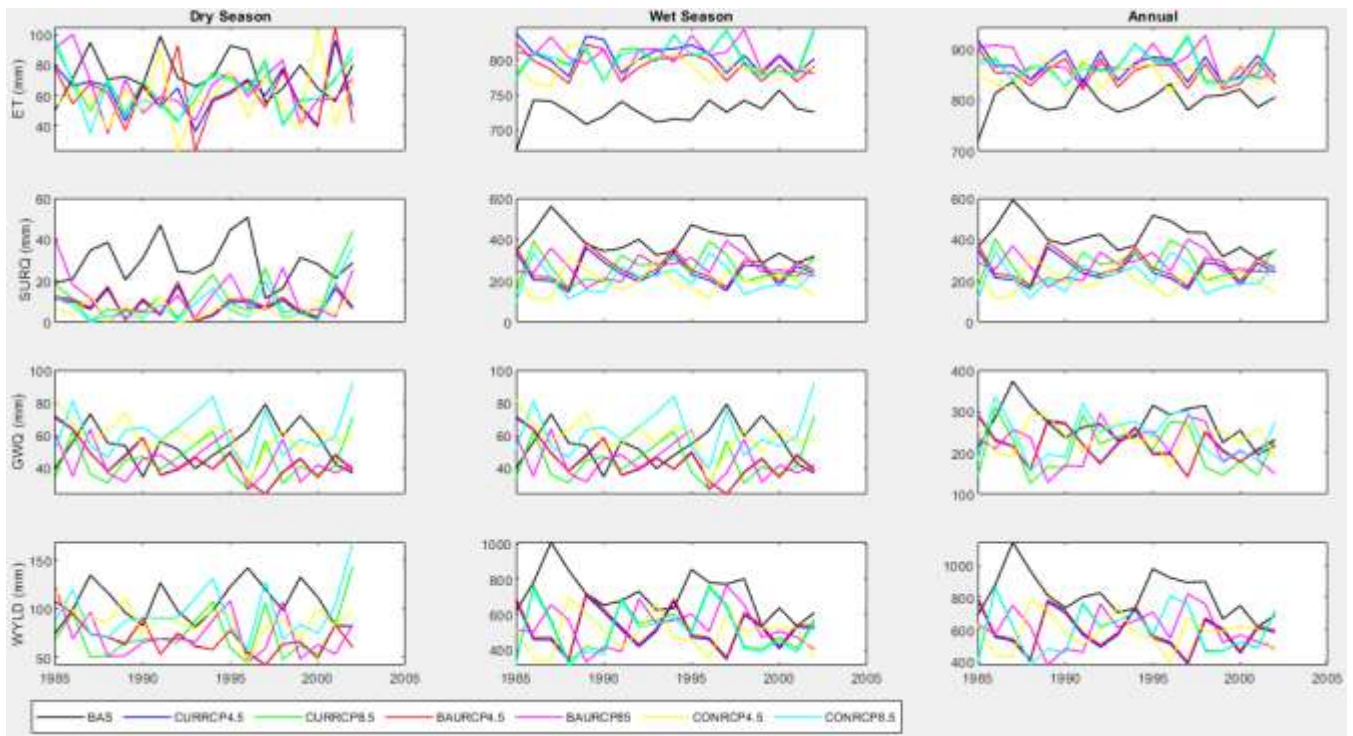 Dry Season Wet Season Annual
ET (mm) 100 80 60 40 800 750 700 900 800 700
SURQ (mm) 60 40 20 0 600 400 200 0 600 400 200 0
GWQ (mm) 100 80 60 40 100 80 60 40 400 300 200 100
WYLD (mm) 150 100 50 1000 800 600 400 1000 800 600 400
1985 1990 1995 2000 2005 1985 1990 1995 2000 2005 1985 1990 1995 2000 2005
BAS CURRCP4.5 CURRCP8.5 BAURCP4.5 BAURCP85 CONRCP4.5 CONRCP8.5